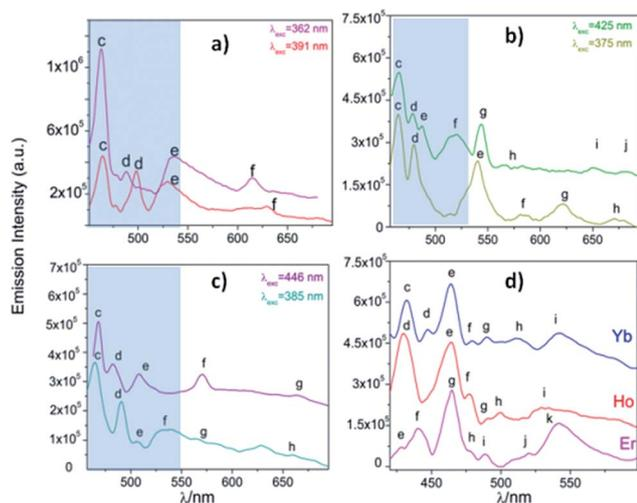 Emission Intensity (a.u.)
a)
λexc=362 nm
λexc=391 nm
1x10⁶
6x10⁵
2x10⁵
c
c
d
d
e
e
f
f
500 550 600 650
b)
λexc=425 nm
λexc=375 nm
7.5x10⁵
6.0x10⁵
4.5x10⁵
3.0x10⁵
1.5x10⁵
0
c
d
e
f
g
h
i
j
c
d
e
f
g
h
500 550 600 650
c)
λexc=446 nm
λexc=385 nm
7x10⁵
6x10⁵
5x10⁵
4x10⁵
3x10⁵
2x10⁵
1x10⁵
0
c
d
e
f
g
c
d
e
f
g
h
500 550 600 650
λ/nm
d)
7.5x10⁵
6.0x10⁵
4.5x10⁵
3.0x10⁵
1.5x10⁵
0
c
d
e
f
g
h
i
Yb
d
e
f
g
h
i
Ho
e
f
g
h
i
j
k
Er
450 500 550
λ/nm